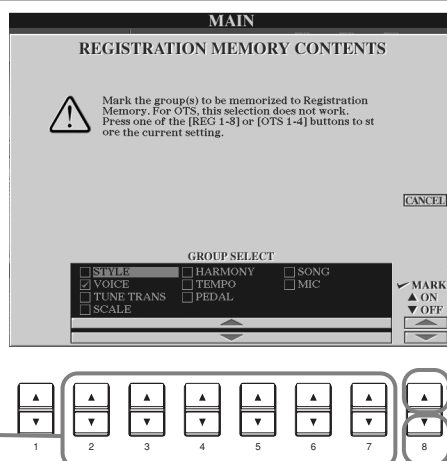 MAIN
REGISTRATION MEMORY CONTENTS
Mark the group(s) to be memorized to Registration
Memory. For OTS, this selection does not work.
Press one of the [REG 1-8] or [OTS 1-4] buttons to st
ore the current setting.
CANCEL
GROUP SELECT
STYLE HARMONY SONG
VOICE TEMPO MIC
TUNE TRANS PEDAL
SCALE
MARK
▲ ON
▼ OFF
1 2 3 4 5 6 7 8